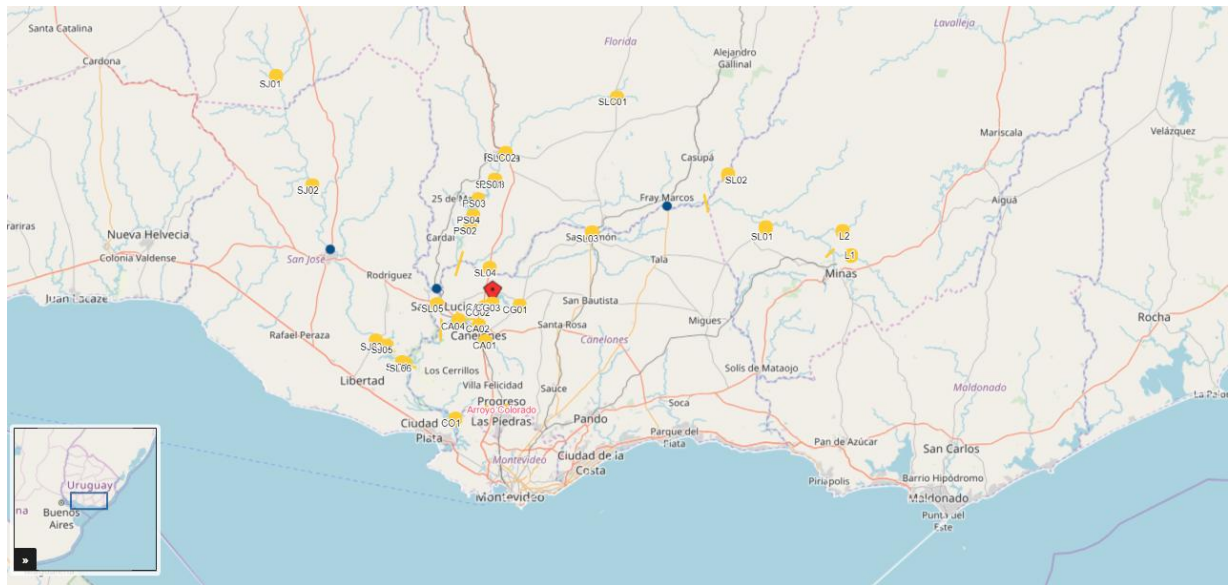 Santa Catalina
Cardona
Florida
Lavalleja
Alejandro
Gallinal
SJ01
SLC01
Mariscala
Velázquez
SLC02
Casupá
SL02
SJ02
25 de
PS03
PS04
PS02
Fray Marcos
Aiguá
Nueva Helvecia
Colonia Valdense
San José
Cardal
SL03
Tala
SL01
L2
L1
Minas
Rodríguez
SL04
Juan Lacaze
SL05
CG03
CG01
San Bautista
CA04
CA02
Santa Rosa
Migues
Rocha
Rafael Peraza
Canelones
CA01
Canelones
SL06
Los Cerrillos
Solís de Mataojo
Libertad
Villa Felicidad
Sauce
Maldonado
Progreso
Soca
Arroyo Colorado
Las Piedras
Pando
Ciudad
CO1
Plata
Parque del
Plata
Pan de Azúcar
San Carlos
Montevideo
Ciudad de la
Costa
Piriápolis
Barrio Hipódromo
Montevideo
Maldonado
Punta del
Este
Uruguay
Buenos
Aires
»